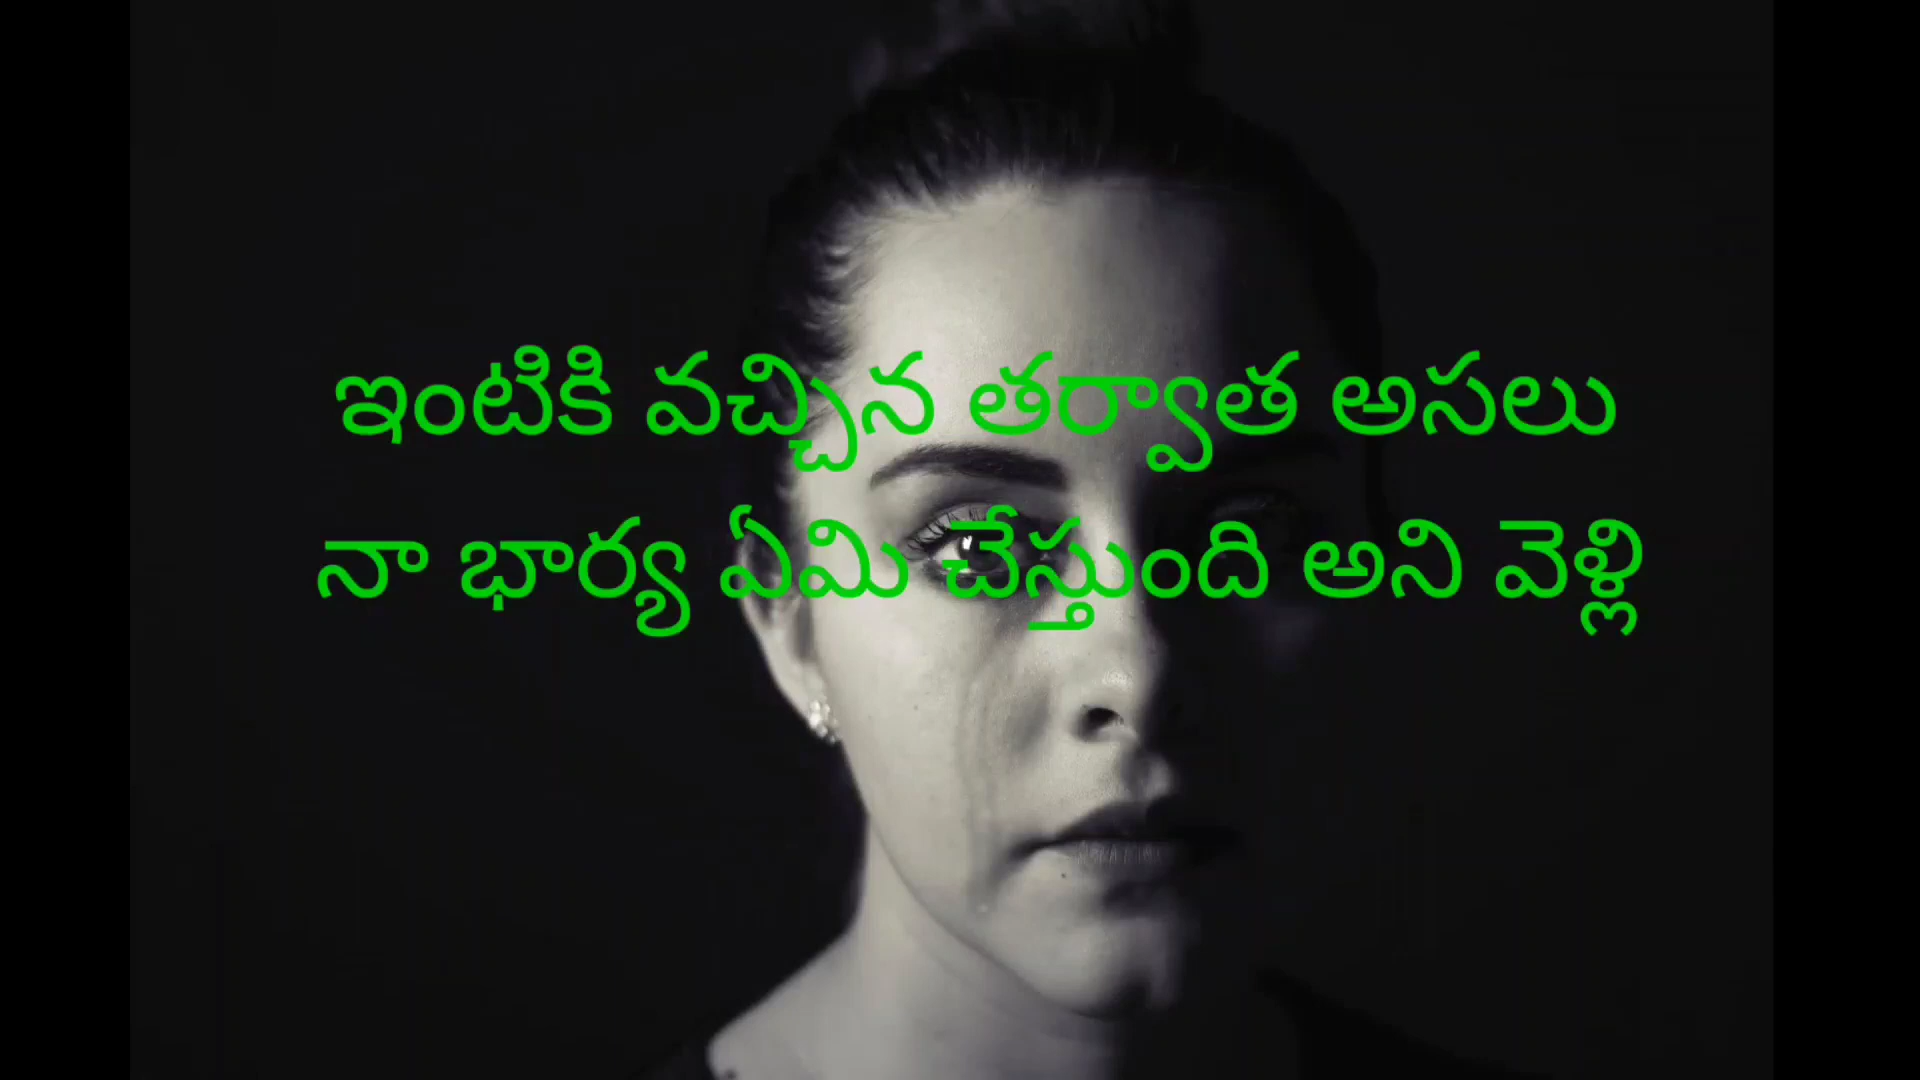 ఇంటికి వచ్చిన తర్వాత అసలు
నా భార్య ఏమి చేస్తుంది అని వెళ్లి